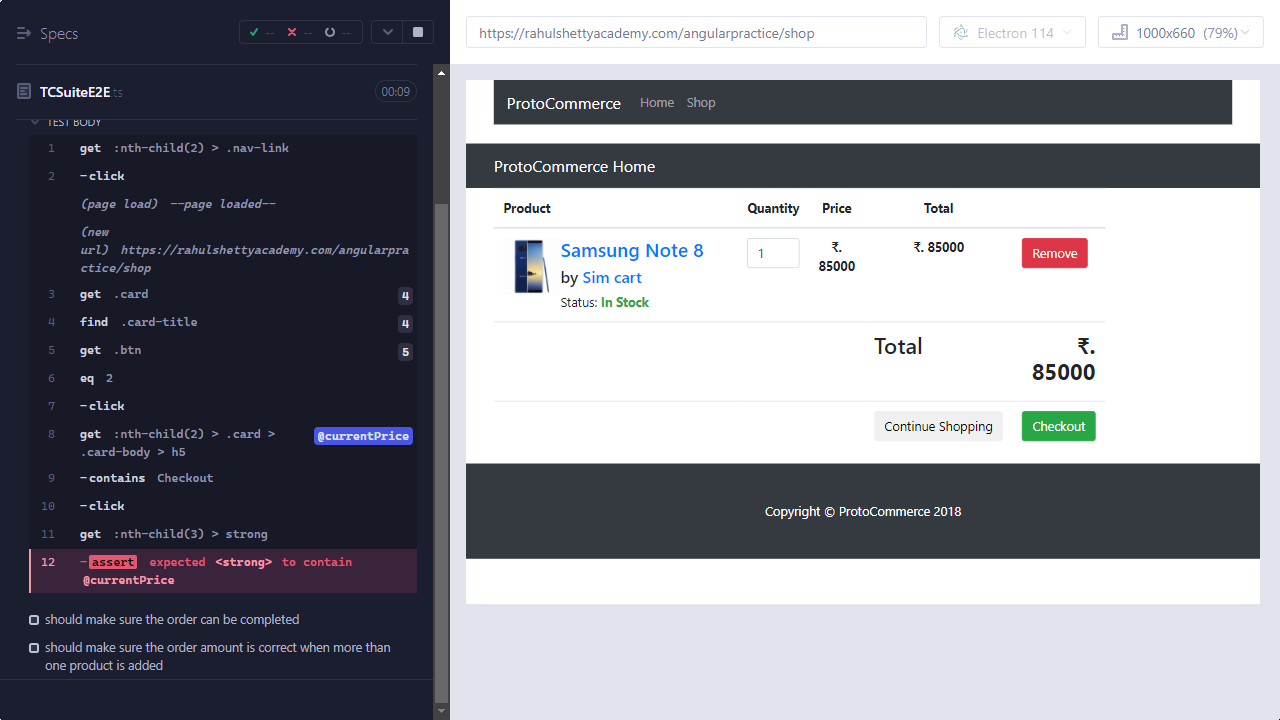 Specs
-- -- --
TCSuiteE2E.ts
00:09
TEST BODY
1 get :nth-child(2) > .nav-link
2 -click
(page load) --page loaded--
(new
url) https://rahulshettyacademy.com/angularpra
ctice/shop
3 get .card 4
4 find .card-title 4
5 get .btn 5
6 eq 2
7 -click
8 get :nth-child(2) > .card > @currentPrice
.card-body > h5
9 -contains Checkout
10 -click
11 get :nth-child(3) > strong
12 -assert expected <strong> to contain
@currentPrice
should make sure the order can be completed
should make sure the order amount is correct when more than
one product is added
https://rahulshettyacademy.com/angularpractice/shop
Electron 114
1000x660 (79%)
ProtoCommerce Home Shop
ProtoCommerce Home
Product Quantity Price Total
Samsung Note 8
by Sim cart
Status: In Stock
1
₹.
85000
₹. 85000
Remove
Total
₹.
85000
Continue Shopping
Checkout
Copyright © ProtoCommerce 2018